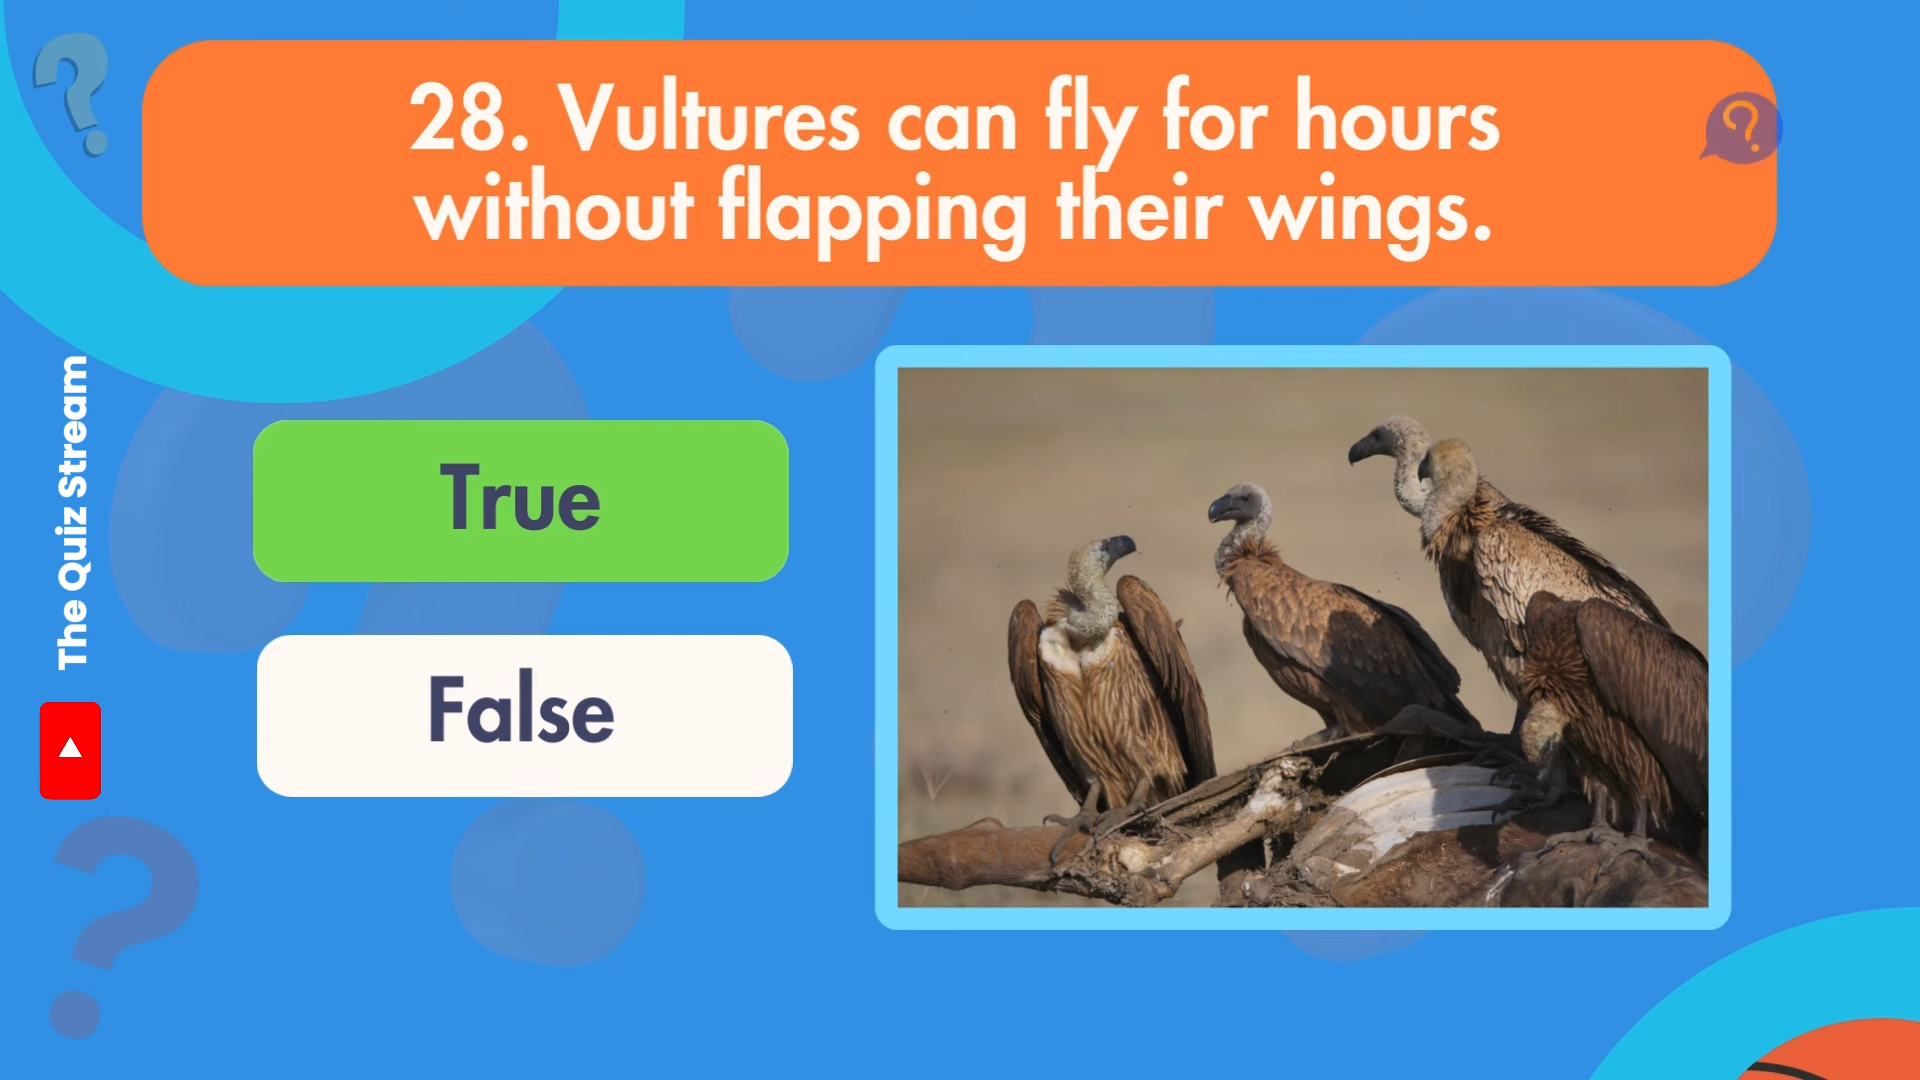 28. Vultures can fly for hours
without flapping their wings.
True
False
The Quiz Stream